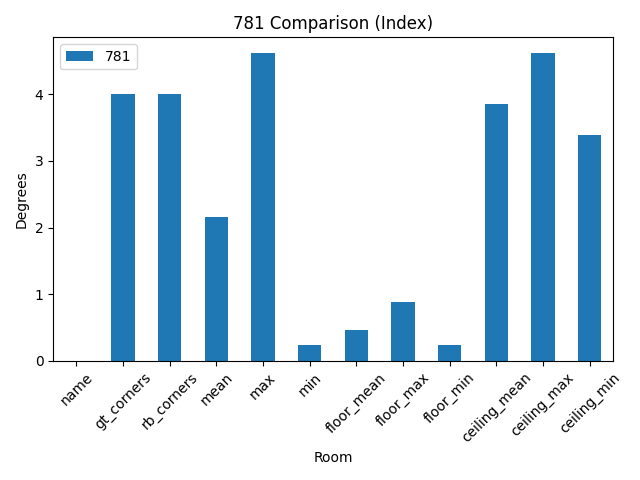 781 Comparison (Index)
781
Degrees
4
3
2
1
0
name
gt_corners
rb_corners
mean
max
min
floor_mean
floor_max
floor_min
ceiling_mean
ceiling_max
ceiling_min
Room